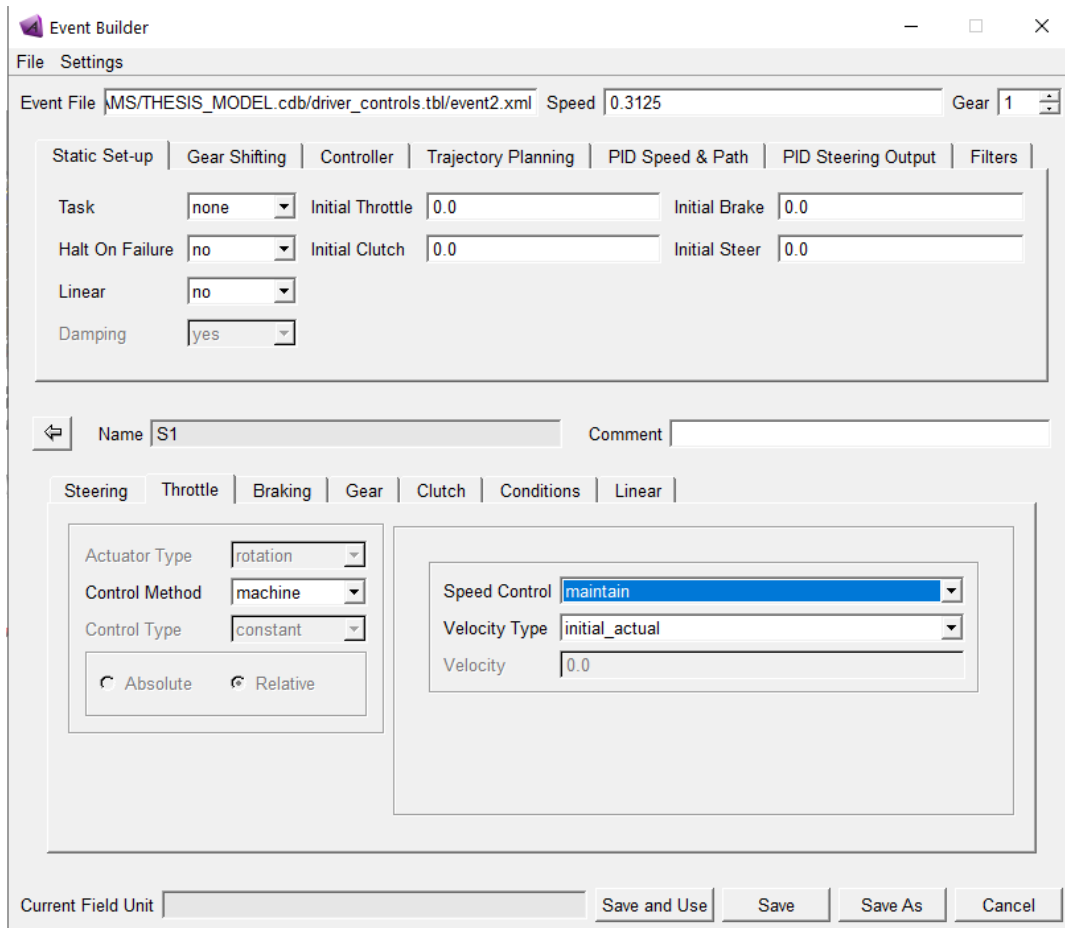 Event Builder
File Settings
Event File \MS/THESIS_MODEL.cdb/driver_controls.tbl/event2.xml Speed 0.3125 Gear 1
Static Set-up Gear Shifting Controller Trajectory Planning PID Speed & Path PID Steering Output Filters
Task none Initial Throttle 0.0 Initial Brake 0.0
Halt On Failure no Initial Clutch 0.0 Initial Steer 0.0
Linear no
Damping yes
Name S1 Comment
Steering Throttle Braking Gear Clutch Conditions Linear
Actuator Type rotation
Control Method machine
Control Type constant
Absolute Relative
Speed Control maintain
Velocity Type initial_actual
Velocity 0.0
Current Field Unit Save and Use Save Save As Cancel